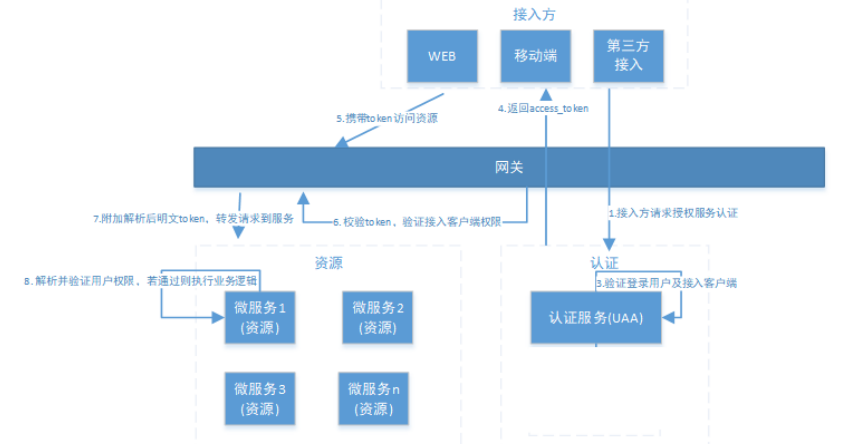 接入方
WEB
移动端
第三方
接入
4.返回access_token
5.携带token访问资源
网关
1.接入方请求授权服务认证
7.附加解析后明文token，转发请求到服务
6.校验token，验证接入客户端权限
资源
认证
8.解析并验证用户权限，若通过则执行业务逻辑
3.验证登录用户及接入客户端
微服务1
(资源)
微服务2
(资源)
认证服务(UAA)
微服务3
(资源)
微服务n
(资源)